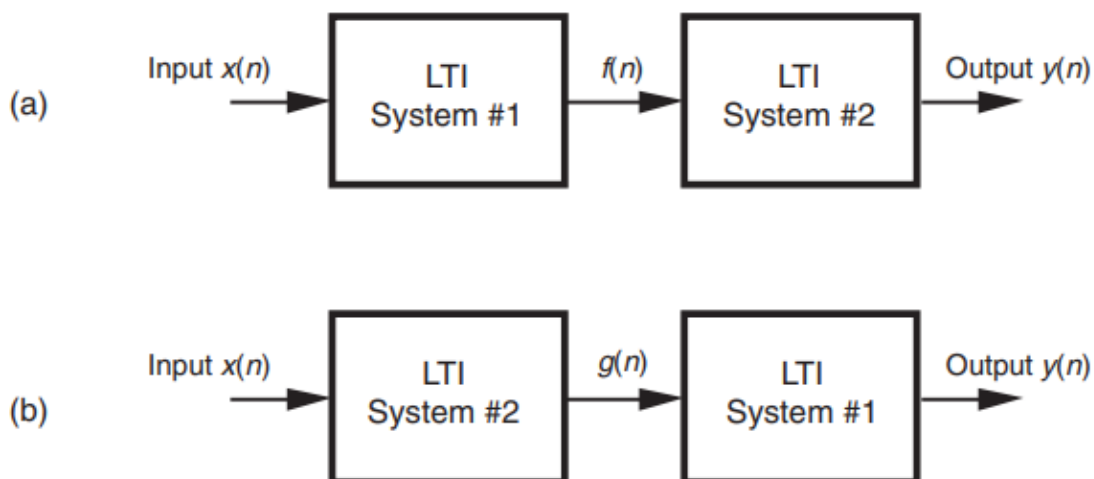 (a)
Input x(n)
LTI
System #1
f(n)
LTI
System #2
Output y(n)
(b)
Input x(n)
LTI
System #2
g(n)
LTI
System #1
Output y(n)